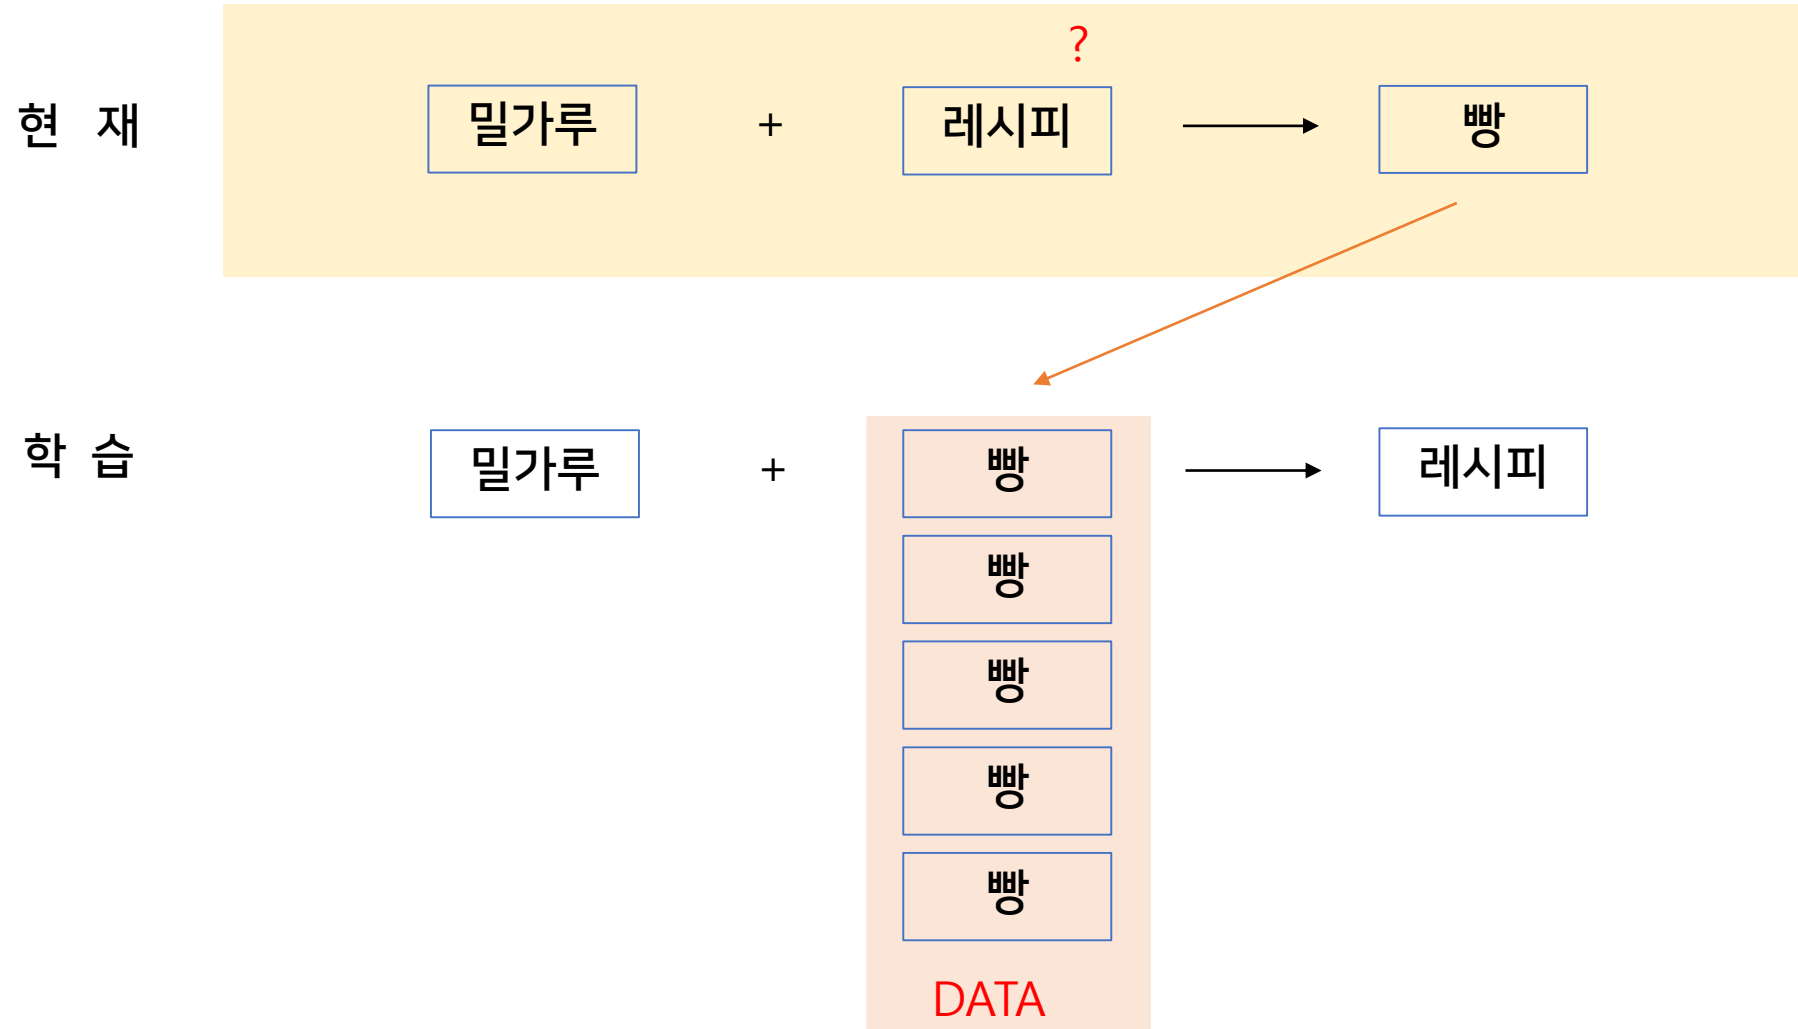 ?
현 재 밀가루 + 레시피 빵
학 습 밀가루 + 빵 레시피
빵
빵
빵
빵
DATA